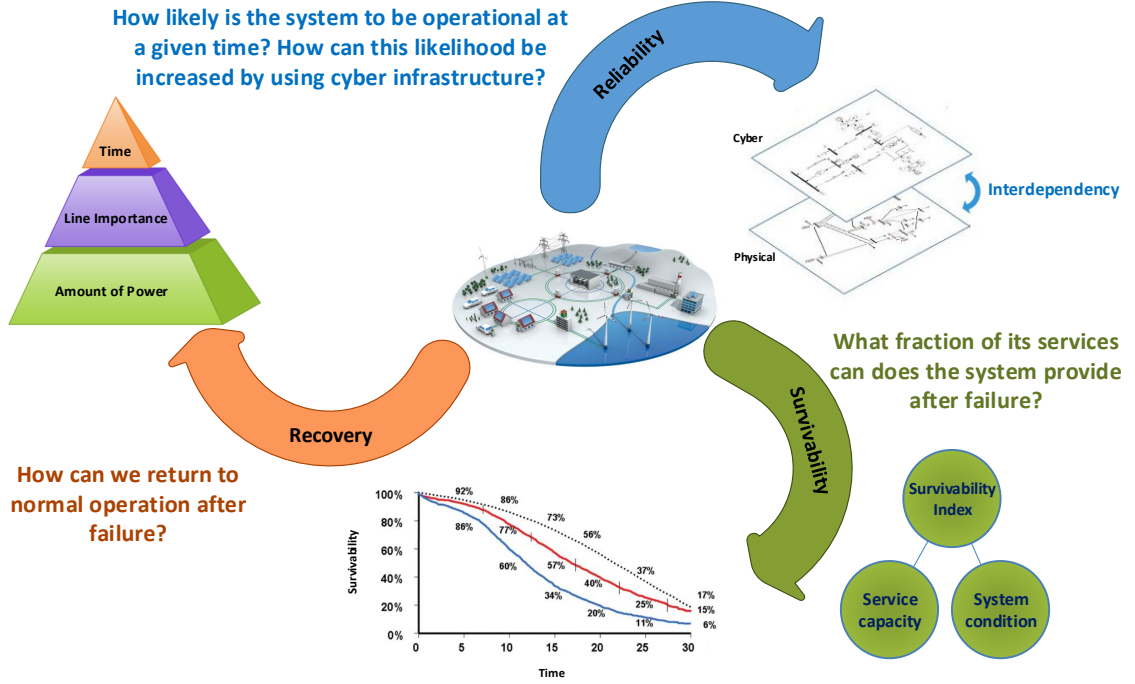 How likely is the system to be operational at
a given time? How can this likelihood be
increased by using cyber infrastructure?
Reliability
Time
Line Importance
Amount of Power
Cyber
Interdependency
Physical
What fraction of its services
can does the system provide
after failure?
Survivability
Recovery
How can we return to
normal operation after
failure?
Survivability
Index
Service
capacity
System
condition
Survivability
100%
80%
60%
40%
20%
0%
92%
86%
73%
56%
37%
17%
86%
77%
57%
40%
25%
15%
60%
34%
20%
11%
6%
0 5 10 15 20 25 30
Time